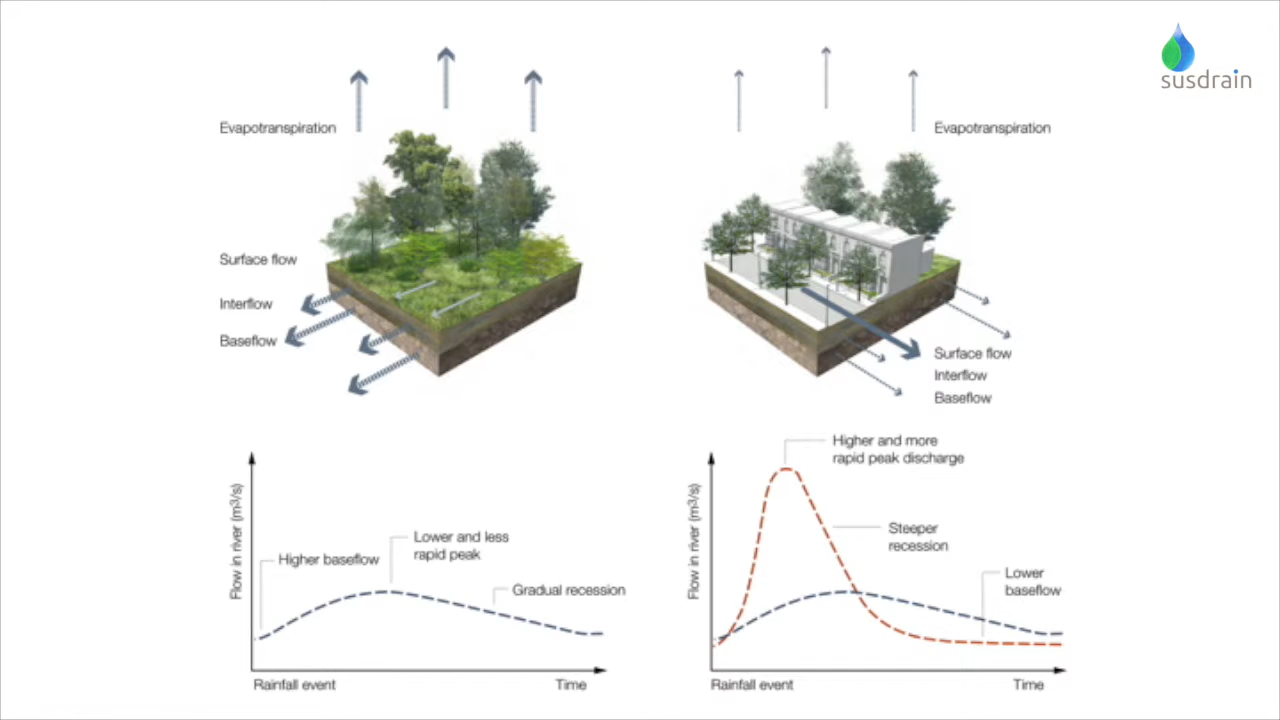 susdrain
Evapotranspiration
Surface flow
Interflow
Baseflow
Evapotranspiration
Surface flow
Interflow
Baseflow
Flow in river (m3/s)
Higher baseflow
Lower and less
rapid peak
Gradual recession
Rainfall event
Time
Flow in river (m3/s)
Higher and more
rapid peak discharge
Steeper
recession
Lower
baseflow
Rainfall event
Time